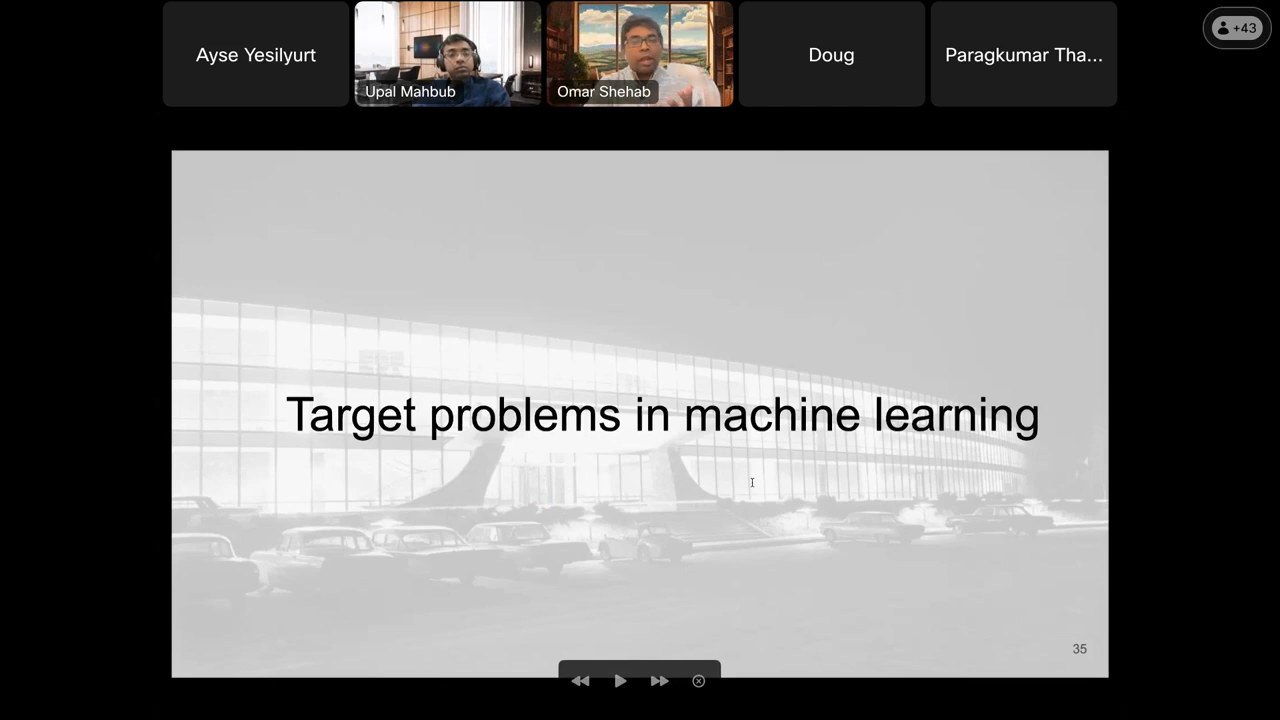 Ayse Yesilyurt
Upal Mahbub
Omar Shehab
Doug
Paragkumar Tha...
+43
Target problems in machine learning
35